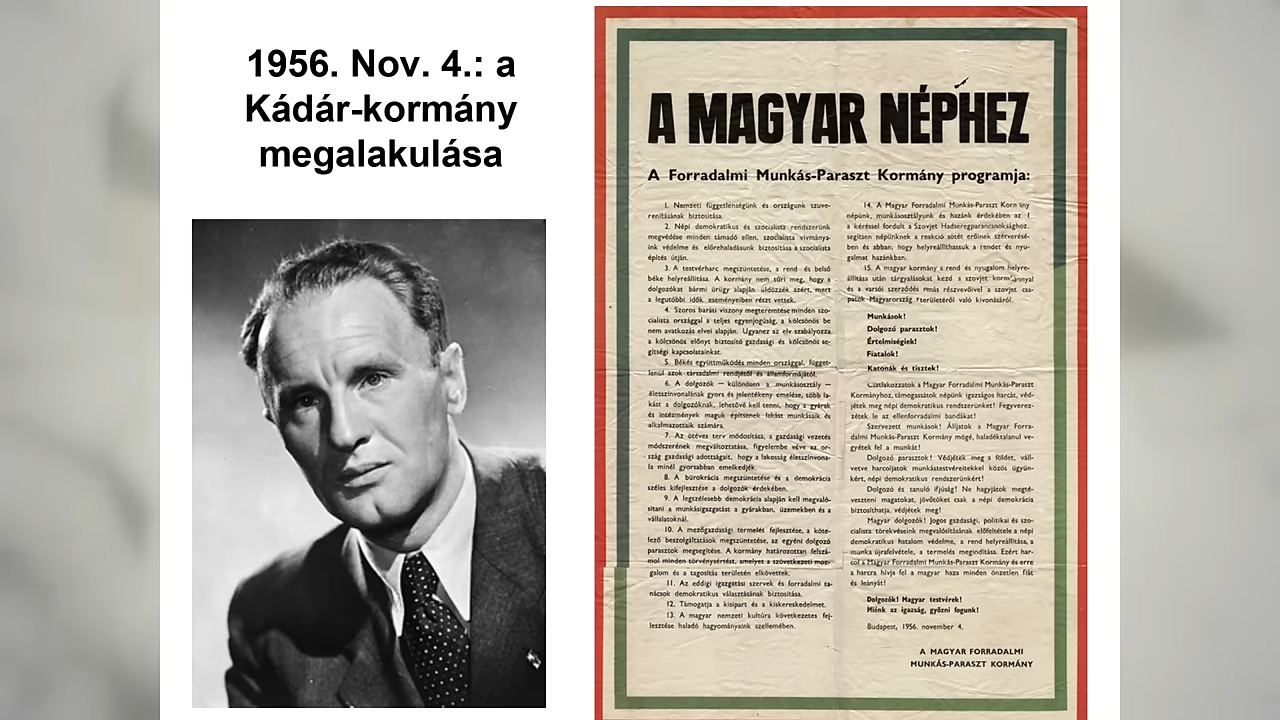 1956. Nov. 4.: a
Kádár-kormány
megalakulása
A MAGYAR NÉPHEZ
A Forradalmi Munkás-Paraszt Kormány programja:
1. Nemzeti függetlenségünk és országunk szuve-
renitásának biztosítása.
2. Népi demokratikus és szocialista rendszerünk
megvédése minden támadó ellen, szocialista vívmánya-
ink védelme és előrehaladásunk biztosítása a szocialista
építés útján.
3. A testvérharc megszüntetése, a rend és belső
béke helyreállítása. A kormány nem tűri meg, hogy a
dolgozókat bármi ürügy alapján üldözzék azért, mert
a legutóbbi idők eseményeiben részt vettek.
4. Szoros baráti viszony megteremtése minden szo-
cialista országgal a teljes egyenjogúság, a kölcsönös be
nem avatkozás elvei alapján. Ugyanez az elv szabályozza
a kölcsönös előnyt biztosító gazdasági és kölcsönös se-
gítségi kapcsolatainkat.
5. Békés együttműködés minden országgal, függet-
lenül azok társadalmi rendjétől és államformájától.
6. A dolgozók — különösen a munkásosztály —
életszínvonalának gyors és jelentékeny emelése, több la-
kást a dolgozóknak, lehetővé kell tenni, hogy a gyárak
és intézmények maguk építsenek lakást munkásaik és
alkalmazottaik számára.
7. Az ötéves terv módosítása, a gazdasági vezetés
módszerének megváltoztatása, figyelembe véve az or-
szág gazdasági adottságait, hogy a lakosság életszínvona-
la minél gyorsabban emelkedjék.
8. A bürokrácia megszüntetése és a demokrácia
széles kifejlesztése a dolgozók érdekében.
9. A legszélesebb demokrácia alapján kell megvaló-
sítani a munkásigazgatást a gyárakban, üzemekben és a
vállalatoknál.
10. A mezőgazdasági termelés fejlesztése, a köte-
lező beszolgáltatások megszüntetése, az egyéni dolgozó
parasztok megsegítése. A kormány határozottan felszá-
mol minden törvénysértést, amelyet a szövetkezeti moz-
galom és a tagosítás területén elkövettek.
11. Az eddigi igazgatási szervek és forradalmi ta-
nácsok demokratikus választásának biztosítása.
12. Támogatja a kisipart és a kiskereskedelmet.
13. A magyar nemzeti kultúra következetes fej-
lesztése haladó hagyományaink szellemében.
14. A Magyar Forradalmi Munkás-Paraszt
népünk, munkásosztályunk és hazánk érdekében az
a kéréssel fordult a Szovjet Hadseregparancsnoksághoz,
segítsen népünknek a reakció sötét erőinek szétverésé-
ben és abban, hogy helyreállíthassuk a rendet és nyu-
galmat hazánkban.
15. A magyar kormány a rend és nyugalom helyre-
állítása után tárgyalásokat kezd a szovjet
és a varsói szerződés más részvevőivel a szovjet csa-
patok Magyarország területéről való kivonásáról.
Munkások!
Dolgozó parasztok!
Értelmiségiek!
Fiatalok!
Katonák és tisztek!
Csatlakozzatok a Magyar Forradalmi Munkás-Paraszt
Kormányhoz, támogassátok népünk igazságos harcát, véd-
jétek meg népi demokratikus rendszerünket! Fegyverez-
zétek le az ellenforradalmi bandákat!
Szervezett munkások! Álljatok a Magyar Forra-
dalmi Munkás-Paraszt Kormány mögé, haladéktalanul ve-
gyétek fel a munkát!
Dolgozó parasztok! Védjétek meg a földet, váll-
vetve harcoljatok munkástestvéreitekkel közös ügyün-
kért, népi demokratikus rendszerünkért!
Dolgozó és tanuló ifjúság! Ne hagyjátok megté-
veszteni magatokat, jövőtöket csak a népi demokrácia
biztosíthatja, védjétek meg!
Magyar dolgozók! Jogos gazdasági, politikai és szo-
cialista törekvéseink megvalósításának előfeltétele a népi
demokratikus hatalom védelme, a rend helyreállítása, a
munka újrafelvétele, a termelés megindítása. Ezért har-
col a Magyar Forradalmi Munkás-Paraszt Kormány és erre
a harcra hívja fel a magyar haza minden önzetlen fiát
és leányát!
Dolgozók! Magyar testvérek!
Miénk az igazság, győzni fogunk!
Budapest, 1956. november 4.
A MAGYAR FORRADALMI
MUNKÁS-PARASZT KORMÁNY